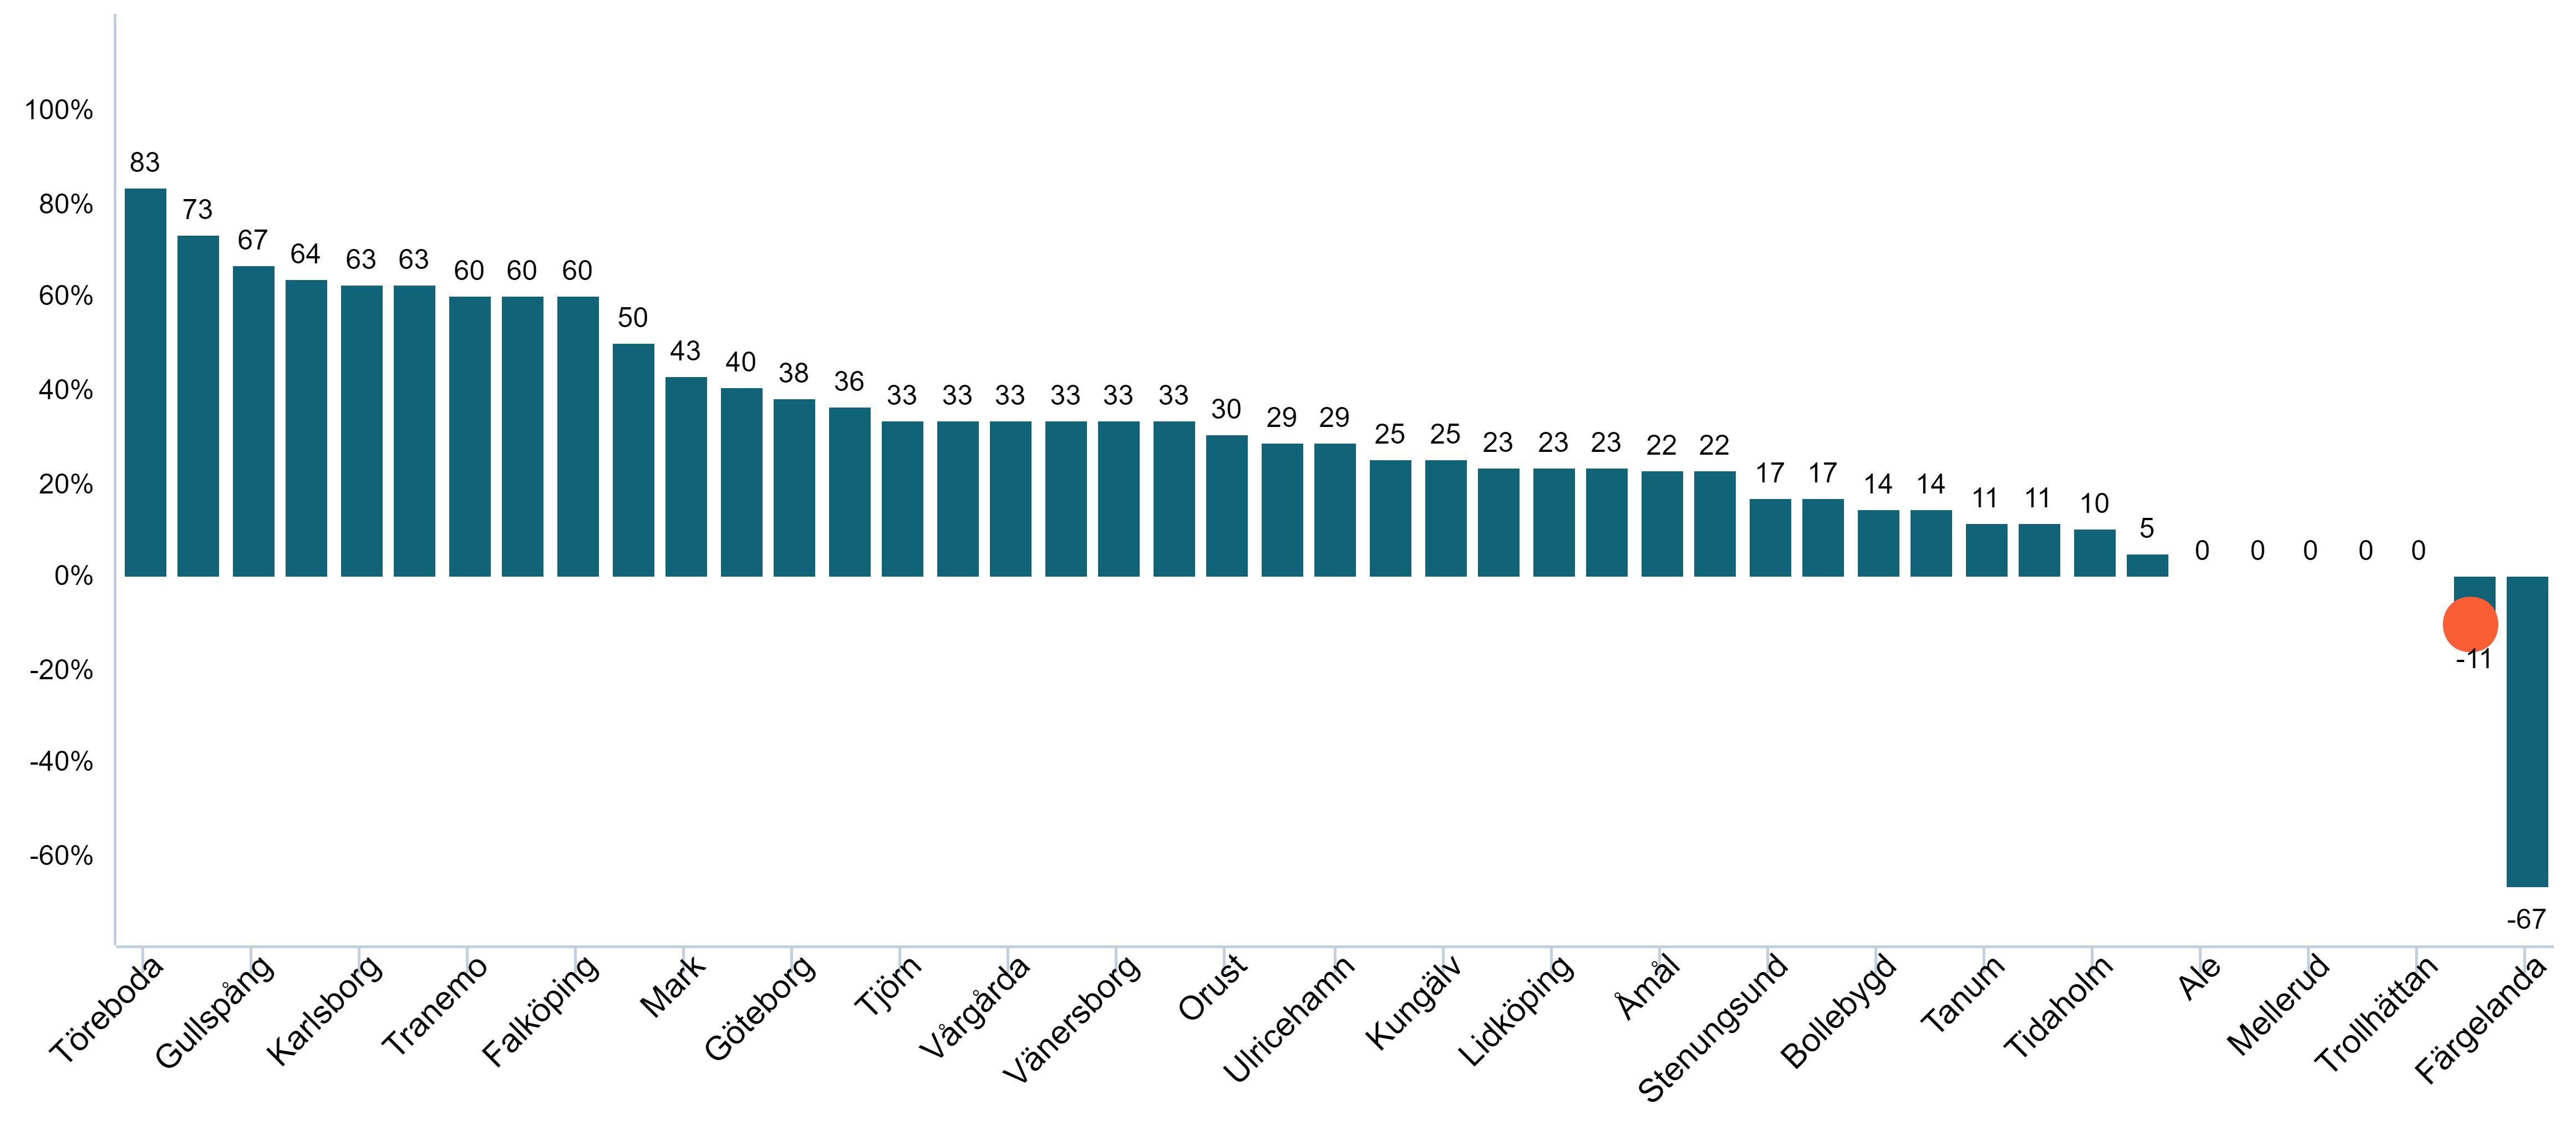 100%
80%
60%
40%
20%
0%
-20%
-40%
-60%
83
73
67
64
63
63
60
60
60
50
43
40
38
36
33
33
33
33
33
33
30
29
29
25
25
23
23
23
22
22
17
17
14
14
11
11
10
5
0
0
0
0
0
-11
-67
Töreboda
Gullspång
Karlsborg
Tranemo
Falköping
Mark
Göteborg
Tjörn
Vårgårda
Vänersborg
Orust
Ulricehamn
Kungälv
Lidköping
Åmål
Stenungsund
Bollebygd
Tanum
Tidaholm
Ale
Mellerud
Trollhättan
Färgelanda